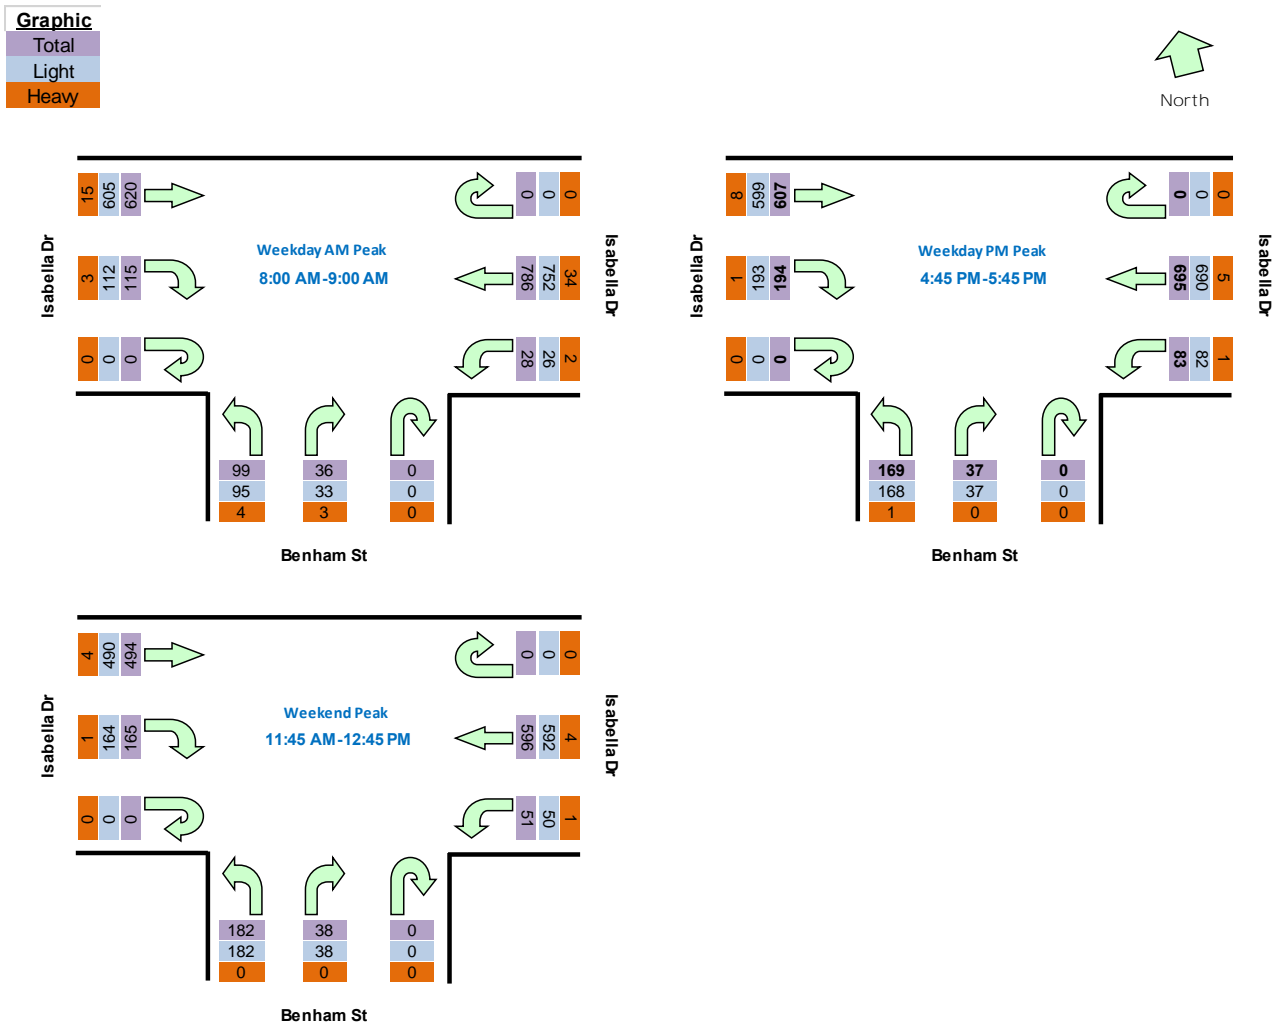 Graphic
Total
Light
Heavy
North
Isabella Dr
15 605 620
3 112 115
0 0 0
Weekday AM Peak
8:00 AM-9:00 AM
0 0 0
786 752 34
28 26 2
Isabella Dr
99 36 0
95 33 0
4 3 0
Benham St
Isabella Dr
8 599 607
1 193 194
0 0 0
Weekday PM Peak
4:45 PM-5:45 PM
0 0 0
695 690 5
83 82 1
Isabella Dr
169 37 0
168 37 0
1 0 0
Benham St
Isabella Dr
4 490 494
1 164 165
0 0 0
Weekend Peak
11:45 AM-12:45 PM
0 0 0
596 592 4
51 50 1
Isabella Dr
182 38 0
182 38 0
0 0 0
Benham St